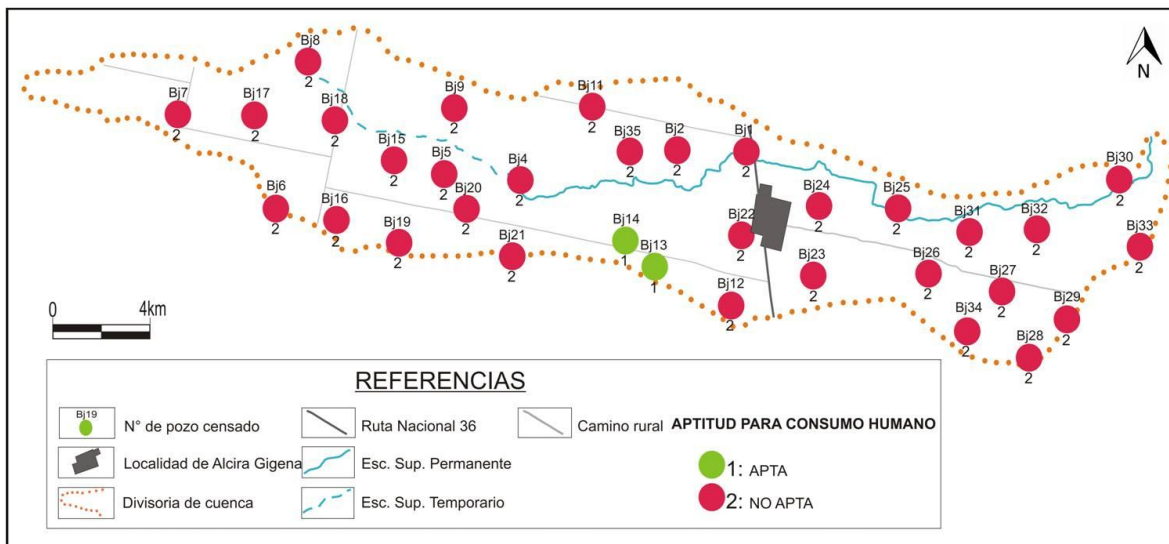 Bj8
2
Bj7
2
Bj17
2
Bj18
2
Bj9
2
Bj11
2
Bj15
2
Bj5
2
Bj4
2
Bj35
2
Bj2
2
Bj1
2
Bj30
2
N
Bj6
2
Bj16
2
Bj20
2
Bj19
2
Bj21
2
Bj14
1
Bj13
1
Bj22
2
Bj24
2
Bj25
2
Bj31
2
Bj32
2
Bj33
2
Bj12
2
Bj23
2
Bj26
2
Bj27
2
Bj29
2
Bj34
2
Bj28
2
0 4km
REFERENCIAS
Bj19
N° de pozo censado
Ruta Nacional 36
Camino rural
APTITUD PARA CONSUMO HUMANO
Localidad de Alcira Gigena
Esc. Sup. Permanente
1: APTA
Divisoria de cuenca
Esc. Sup. Temporario
2: NO APTA